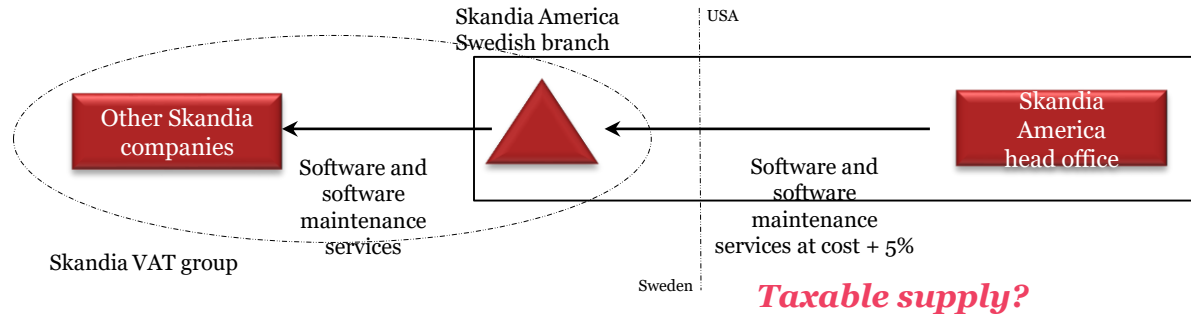 Skandia America
Swedish branch
USA
Other Skandia
companies
Skandia
America
head office
Software and
software
maintenance
services
Software and
software
maintenance
services at cost + 5%
Skandia VAT group
Sweden
Taxable supply?